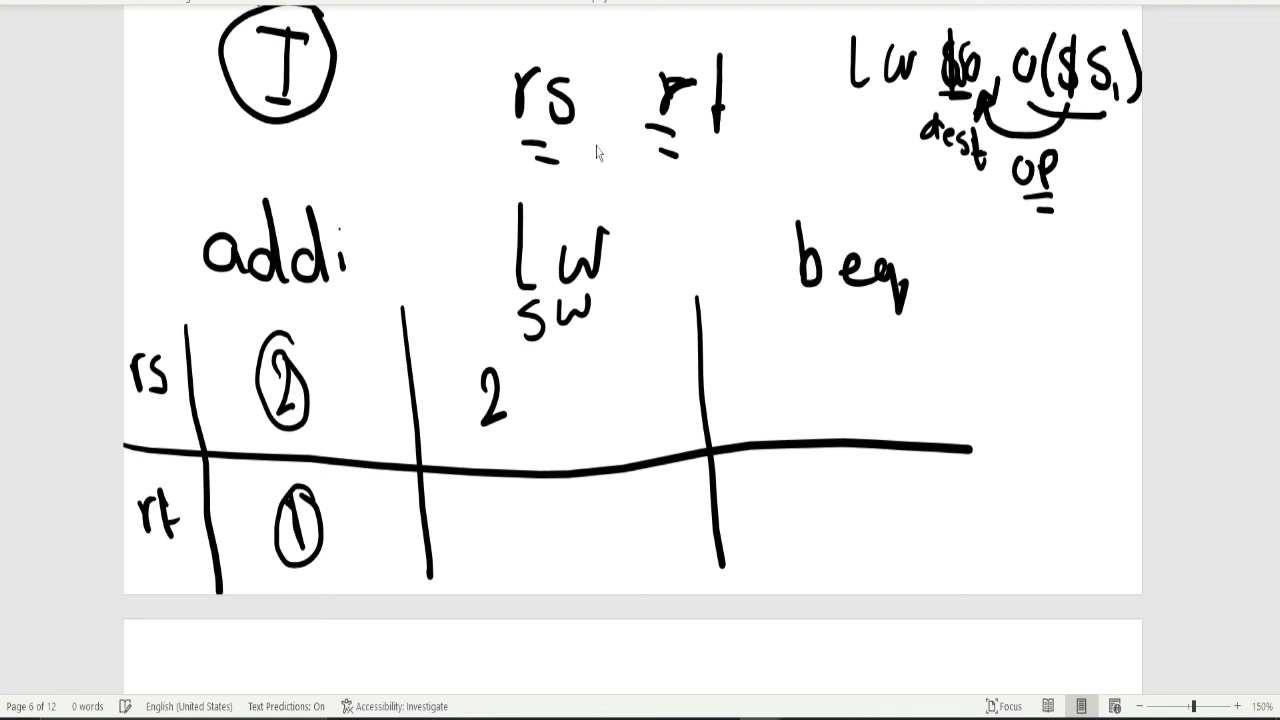 I
rs rt
lw $s0, 0($s1)
dest
op
addi lw beq
sw
rs 2 2
rt 1
Page 6 of 12 0 words English (United States) Text Predictions: On Accessibility: Investigate Focus 150%